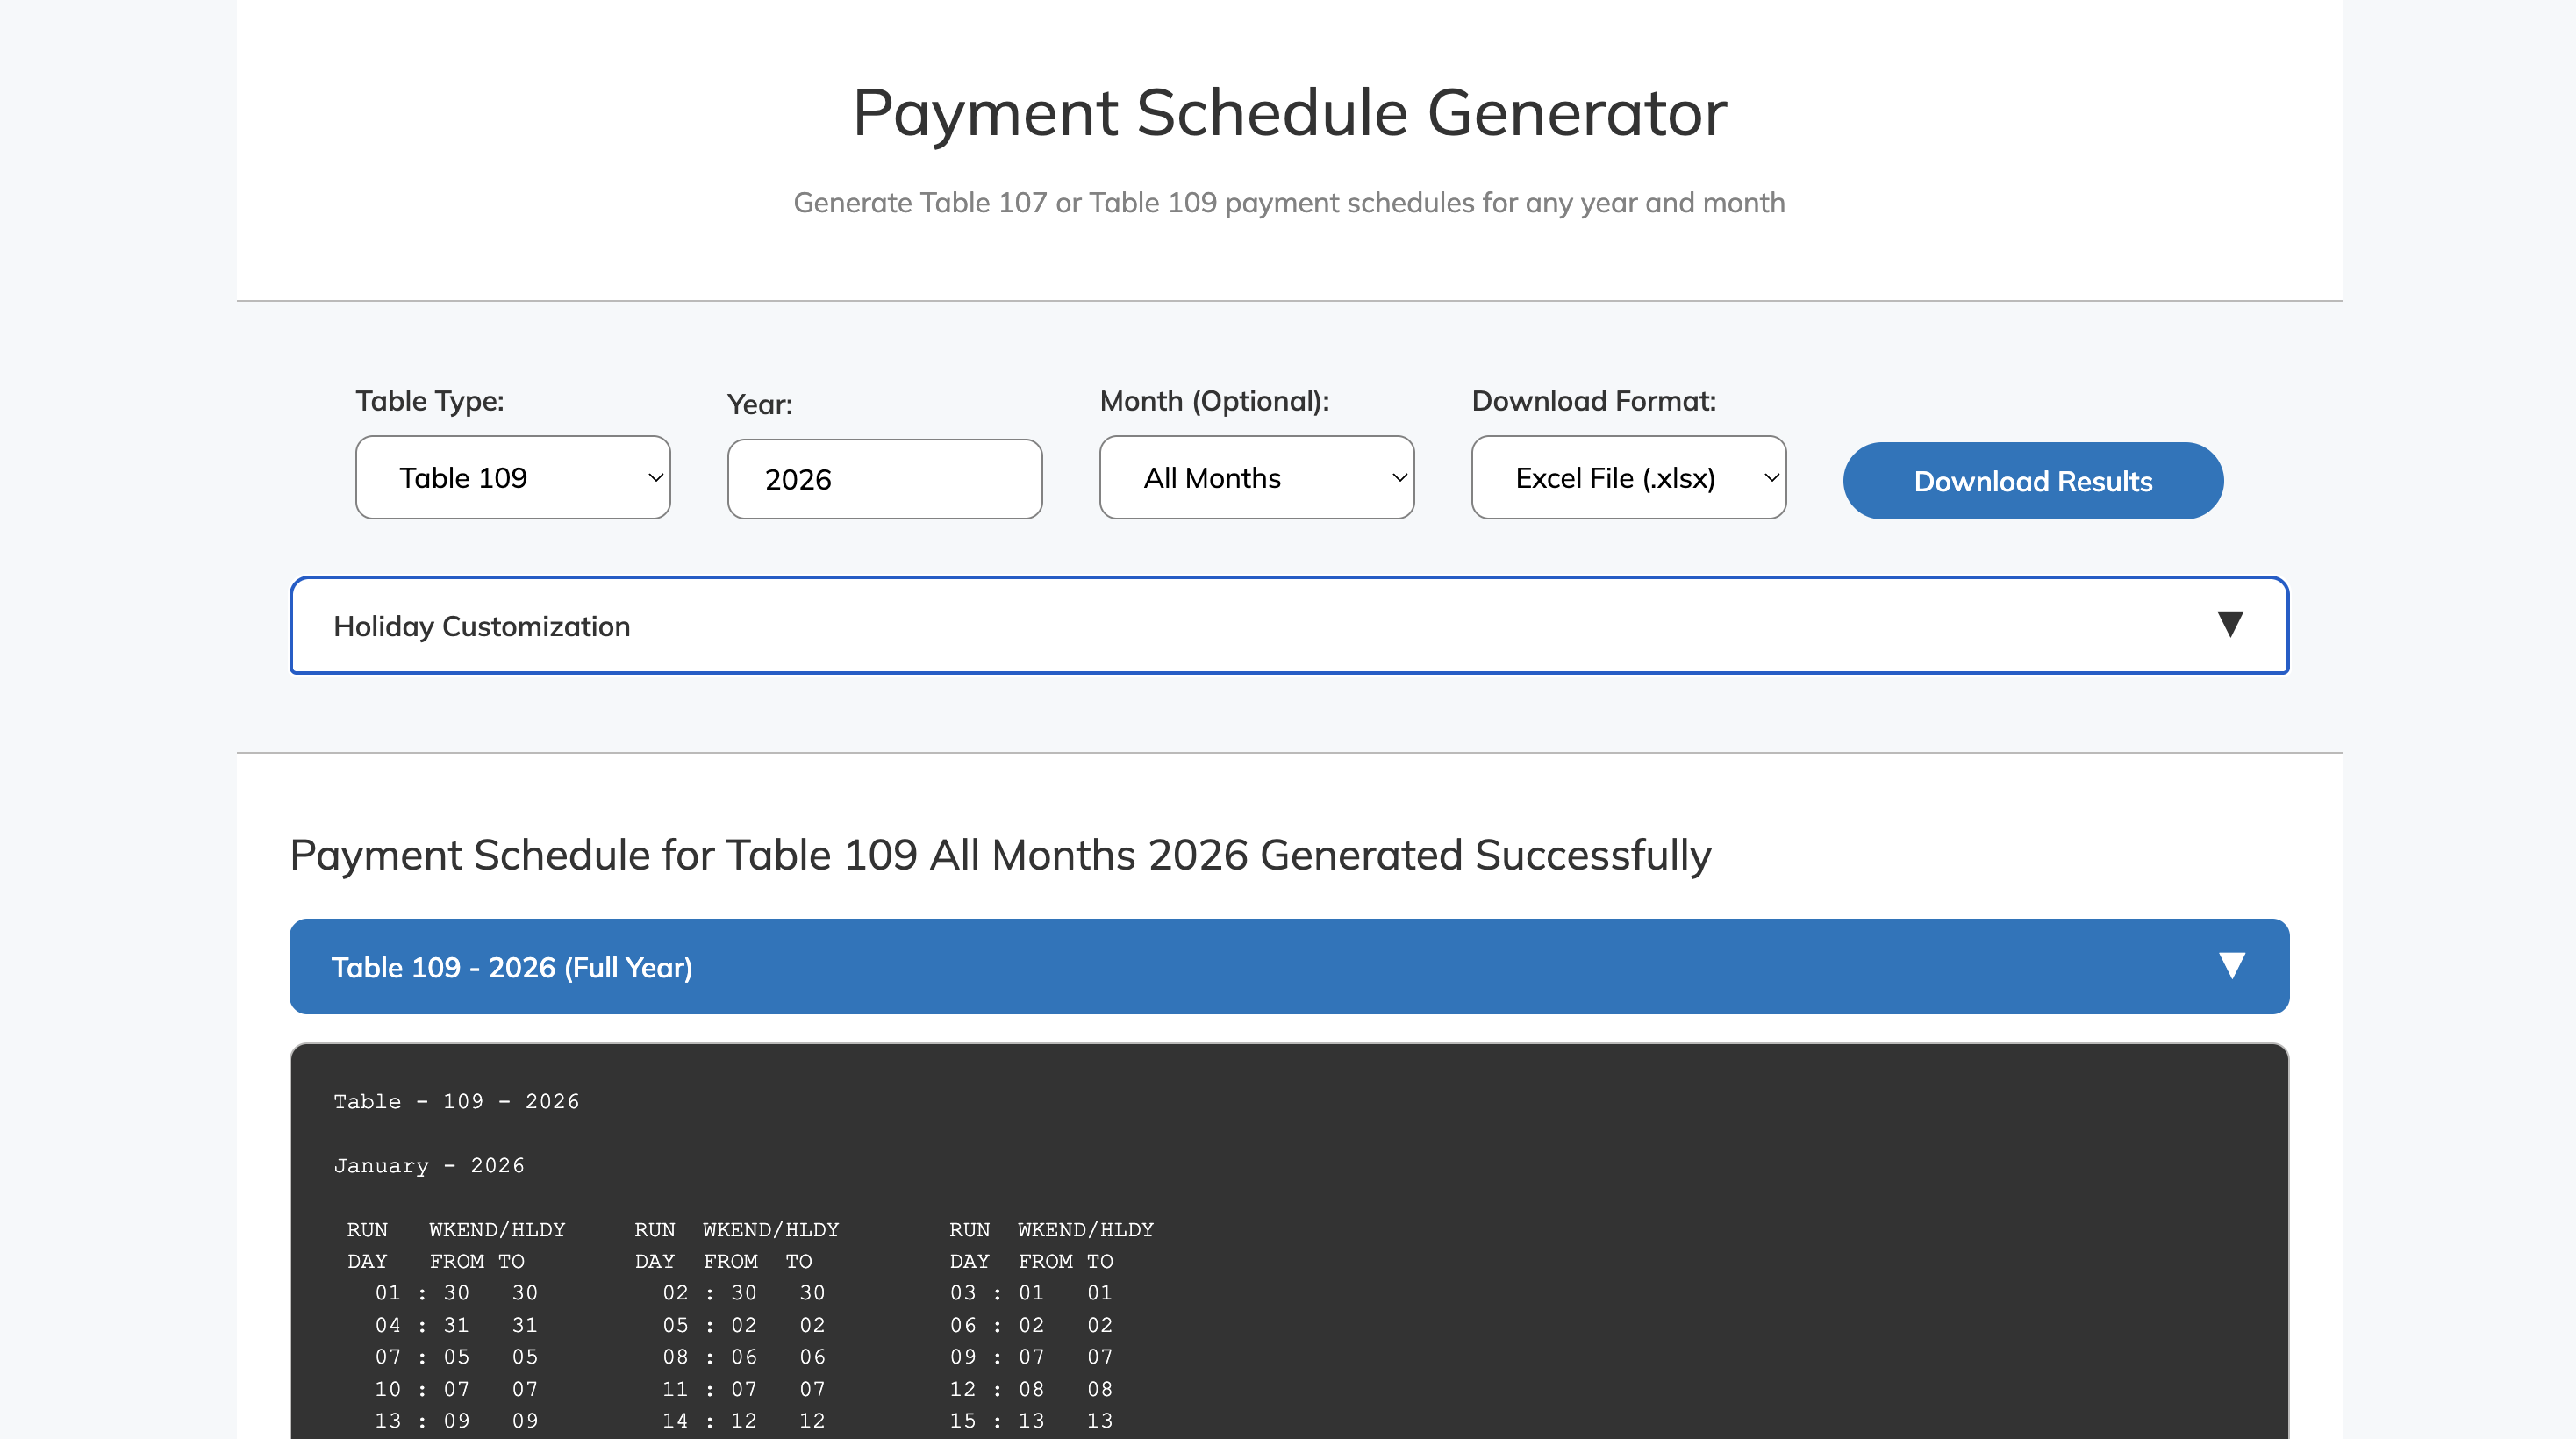 Payment Schedule Generator
Generate Table 107 or Table 109 payment schedules for any year and month
Table Type: Year: Month (Optional): Download Format:
Table 109 2026 All Months Excel File (.xlsx) Download Results
Holiday Customization
Payment Schedule for Table 109 All Months 2026 Generated Successfully
Table 109 - 2026 (Full Year)
Table - 109 - 2026
January - 2026
RUN WKEND/HLDY RUN WKEND/HLDY RUN WKEND/HLDY
DAY FROM TO DAY FROM TO DAY FROM TO
01 : 30 30 02 : 30 30 03 : 01 01
04 : 31 31 05 : 02 02 06 : 02 02
07 : 05 05 08 : 06 06 09 : 07 07
10 : 07 07 11 : 07 07 12 : 08 08
13 : 09 09 14 : 12 12 15 : 13 13